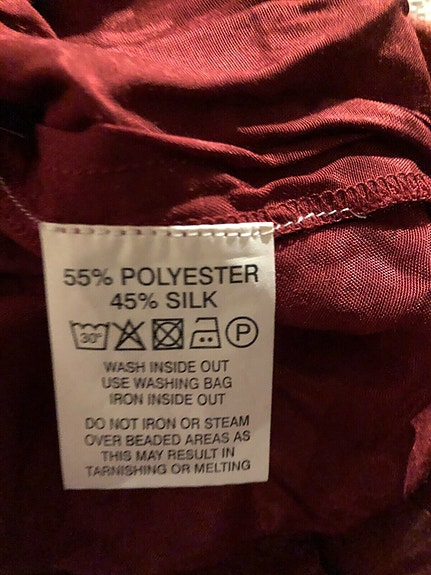 55% POLYESTER
45% SILK
30° P
WASH INSIDE OUT
USE WASHING BAG
IRON INSIDE OUT
DO NOT IRON OR STEAM
OVER BEADED AREAS AS
THIS MAY RESULT IN
TARNISHING OR MELTING